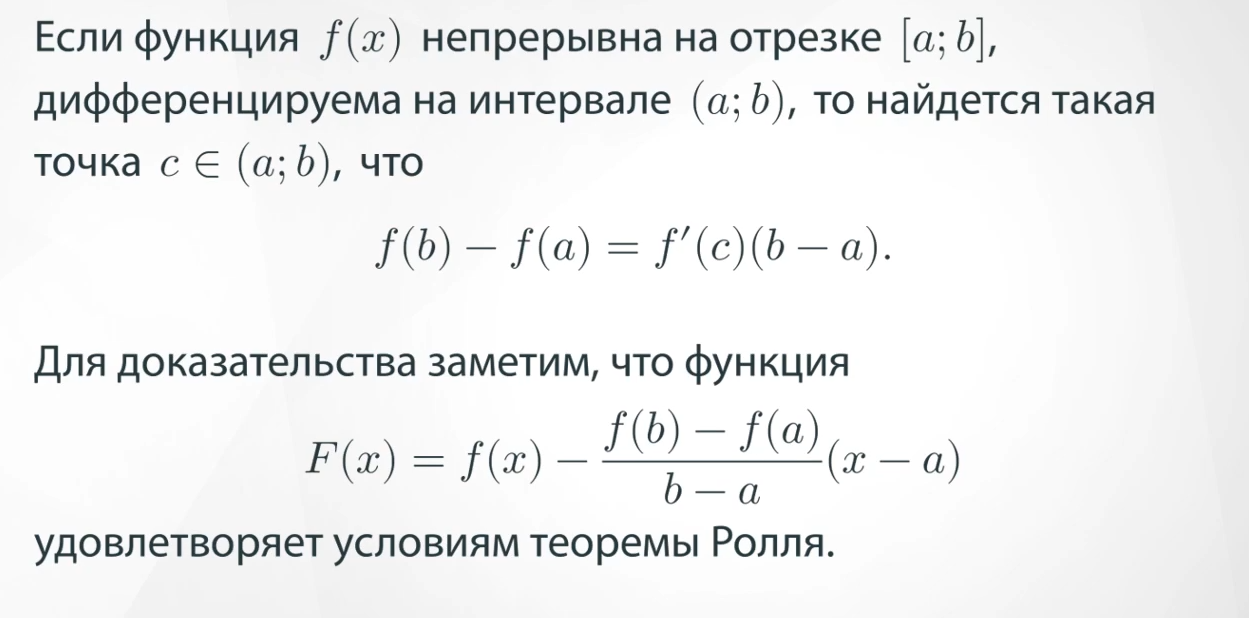 Если функция f(x) непрерывна на отрезке [a; b],
дифференцируема на интервале (a; b), то найдется такая
точка c ∈ (a; b), что
f(b) − f(a) = f′(c)(b − a).
Для доказательства заметим, что функция
F(x) = f(x) − \frac{f(b) − f(a)}{b − a}(x − a)
удовлетворяет условиям теоремы Ролля.